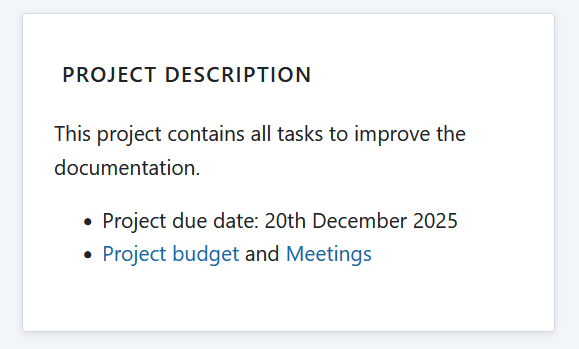 PROJECT DESCRIPTION
This project contains all tasks to improve the
documentation.
• Project due date: 20th December 2025
• Project budget and Meetings